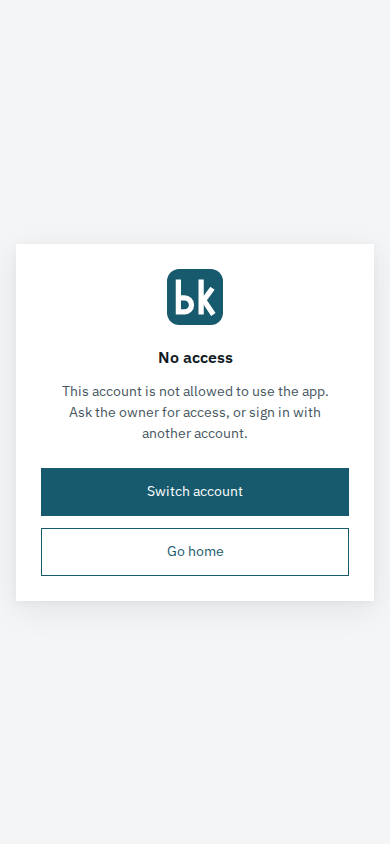 bk
No access
This account is not allowed to use the app.
Ask the owner for access, or sign in with
another account.
Switch account
Go home